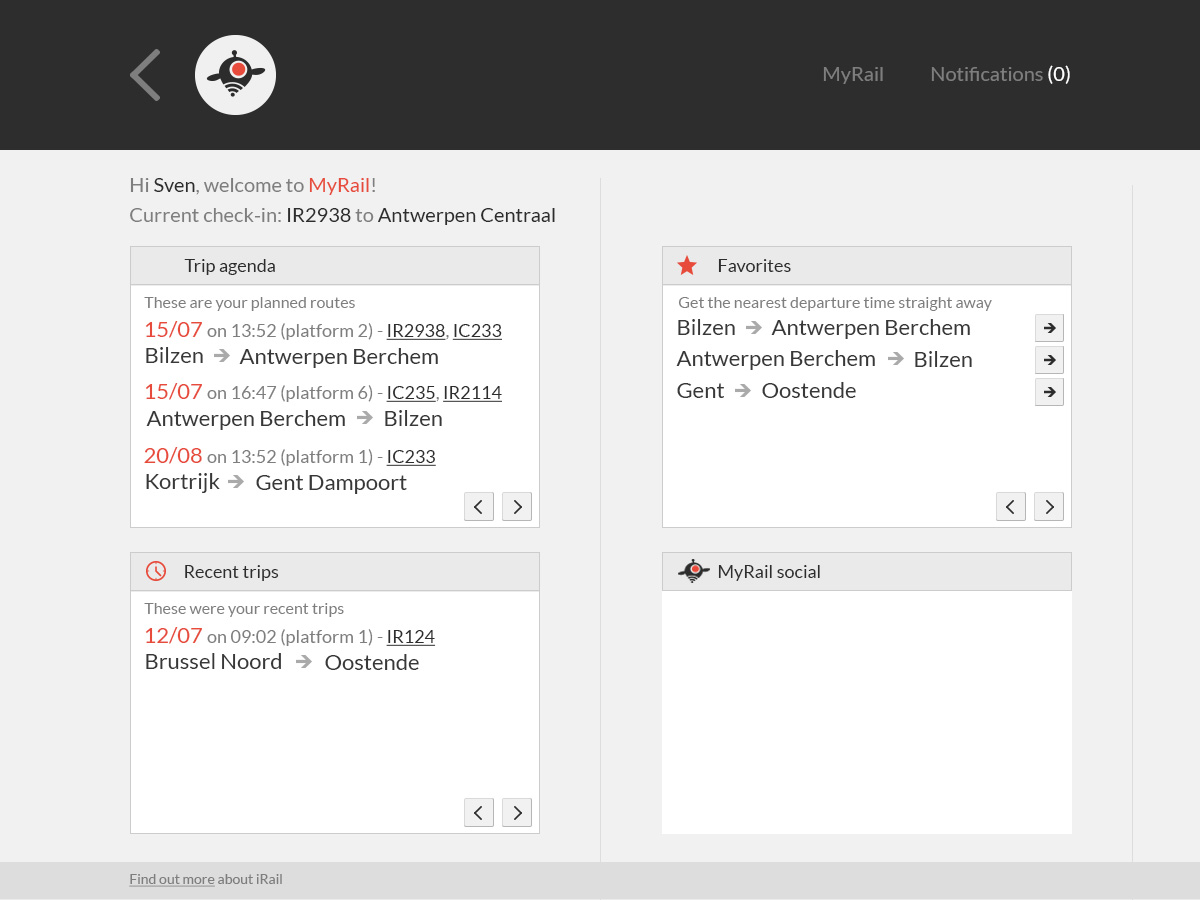 MyRail
Notifications (0)
Hi Sven, welcome to MyRail!
Current check-in: IR2938 to Antwerpen Centraal
Trip agenda
These are your planned routes
15/07 on 13:52 (platform 2) - IR2938, IC233
Bilzen ➔ Antwerpen Berchem
15/07 on 16:47 (platform 6) - IC235, IR2114
Antwerpen Berchem ➔ Bilzen
20/08 on 13:52 (platform 1) - IC233
Kortrijk ➔ Gent Dampoort
Favorites
Get the nearest departure time straight away
Bilzen ➔ Antwerpen Berchem
Antwerpen Berchem ➔ Bilzen
Gent ➔ Oostende
Recent trips
These were your recent trips
12/07 on 09:02 (platform 1) - IR124
Brussel Noord ➔ Oostende
MyRail social
Find out more about iRail